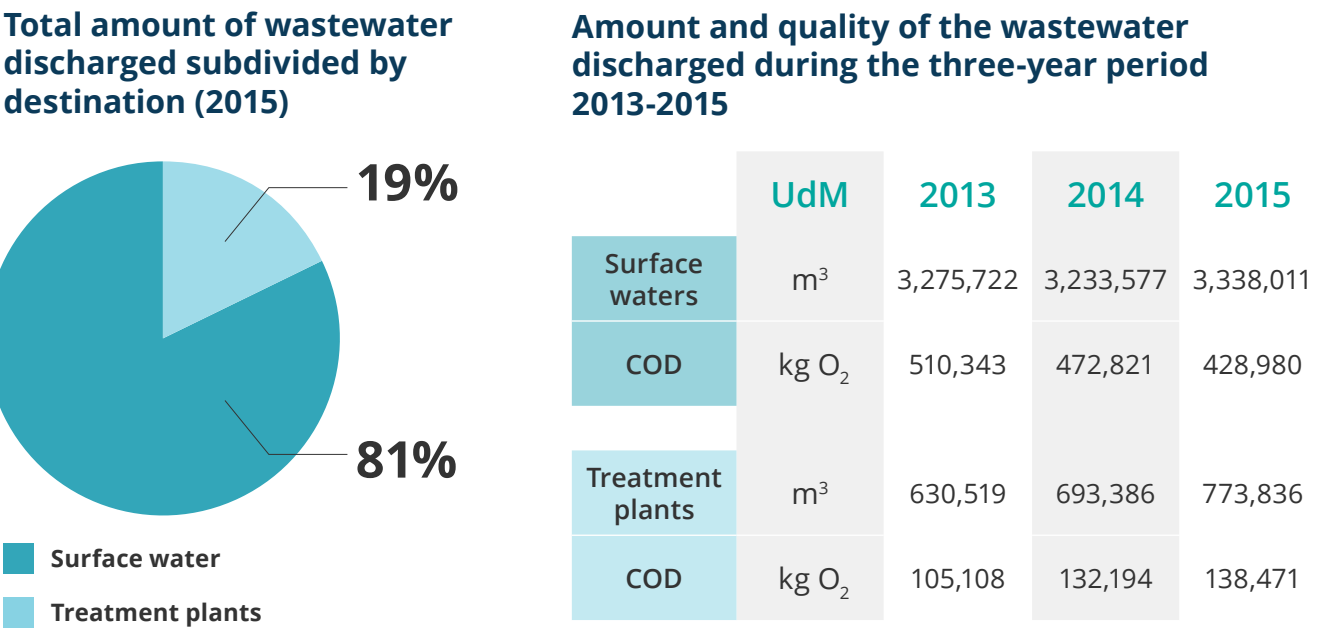 Total amount of wastewater
discharged subdivided by
destination (2015)
19%
81%
Surface water
Treatment plants
Amount and quality of the wastewater
discharged during the three-year period
2013-2015
UdM 2013 2014 2015
Surface
waters
m³ 3,275,722 3,233,577 3,338,011
COD kg O₂ 510,343 472,821 428,980
Treatment
plants
m³ 630,519 693,386 773,836
COD kg O₂ 105,108 132,194 138,471